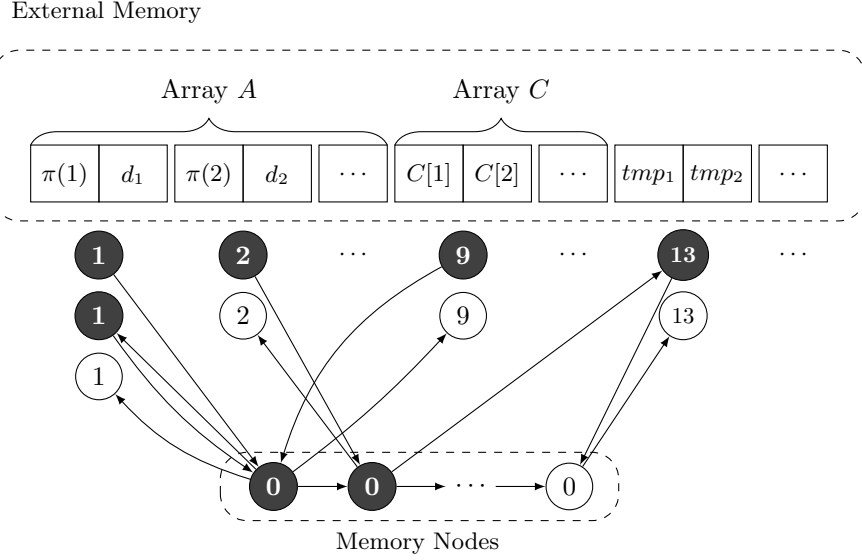 External Memory
Array A Array C
π(1) d₁ π(2) d₂ ··· C[1] C[2] ··· tmp₁ tmp₂ ···
1 2 ··· 9 ··· 13 ···
1 2 9 13
1
0 0 ··· 0
Memory Nodes